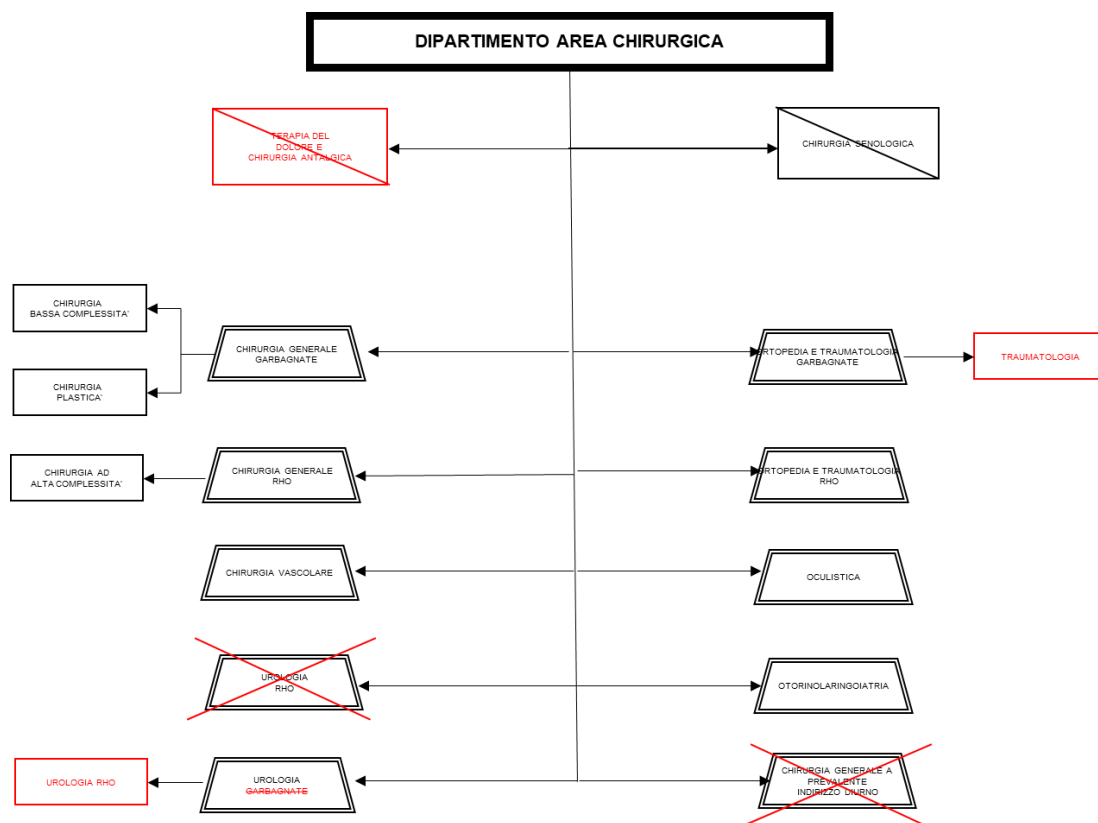 DIPARTIMENTO AREA CHIRURGICA
TERAPIA DEL
DOLORE E
CHIRURGIA ANTALGICA
CHIRURGIA SENOLOGICA
CHIRURGIA
BASSA COMPLESSITA'
CHIRURGIA GENERALE
GARBAGNATE
ORTOPEDIA E TRAUMATOLOGIA
GARBAGNATE
TRAUMATOLOGIA
CHIRURGIA
PLASTICA'
CHIRURGIA AD
ALTA COMPLESSITA'
CHIRURGIA GENERALE
RHO
ORTOPEDIA E TRAUMATOLOGIA
RHO
CHIRURGIA VASCOLARE
OCULISTICA
UROLOGIA
RHO
OTORINOLARINGOIATRIA
UROLOGIA RHO
UROLOGIA
GARBAGNATE
CHIRURGIA GENERALE A
PREVALENTE
INDIRIZZO DIURNO